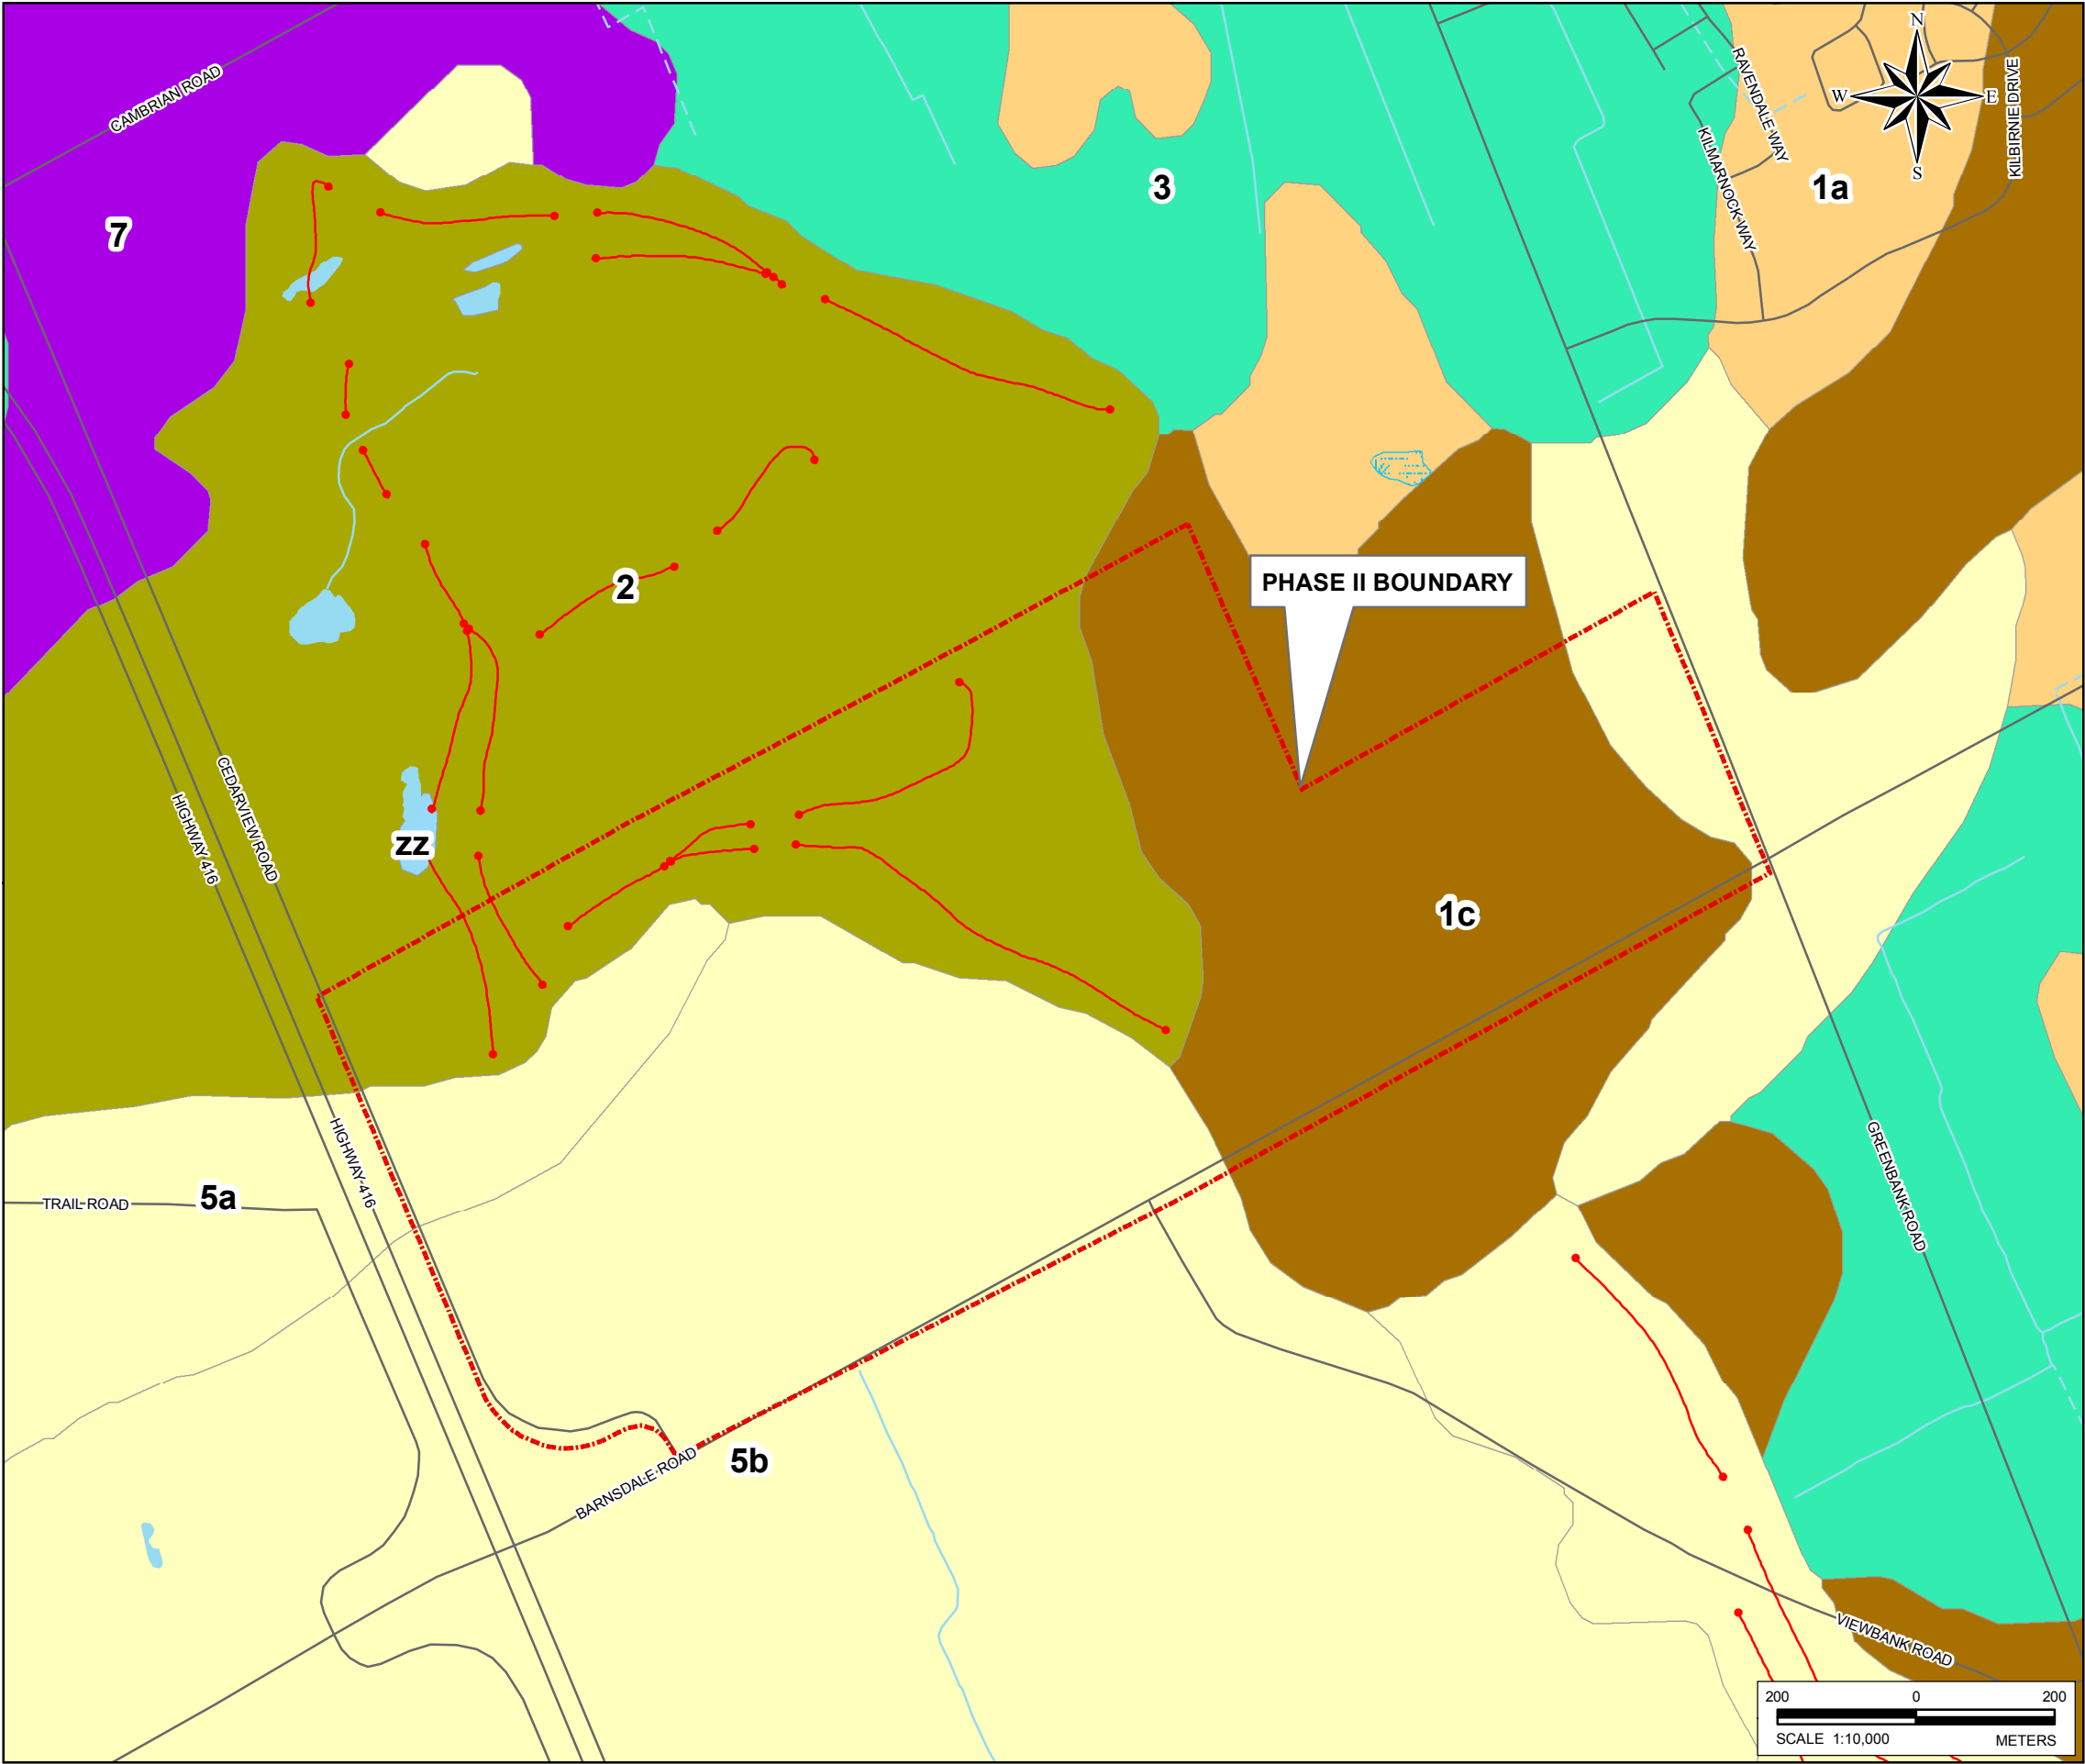 N
W
E
S
CAMBRIAN ROAD
RAVENDALE WAY
KILBIRNIE DRIVE
KILMARNOCK WAY
3
1a
7
PHASE II BOUNDARY
2
CEDARVIEW ROAD
HIGHWAY 416
zz
1c
HIGHWAY 416
GREENBANK ROAD
5a
TRAIL ROAD
5b
BARNSDALE ROAD
VIEWBANK ROAD
200 0 200
SCALE 1:10,000 METERS